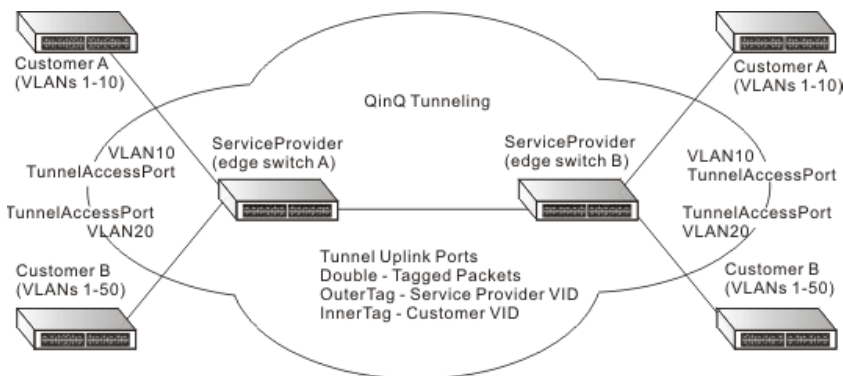 Customer A
(VLANs 1-10)
Customer A
(VLANs 1-10)
QinQ Tunneling
ServiceProvider
(edge switch A)
ServiceProvider
(edge switch B)
VLAN10
TunnelAccessPort
VLAN10
TunnelAccessPort
TunnelAccessPort
VLAN20
TunnelAccessPort
VLAN20
Tunnel Uplink Ports
Double - Tagged Packets
OuterTag - Service Provider VID
InnerTag - Customer VID
Customer B
(VLANs 1-50)
Customer B
(VLANs 1-50)